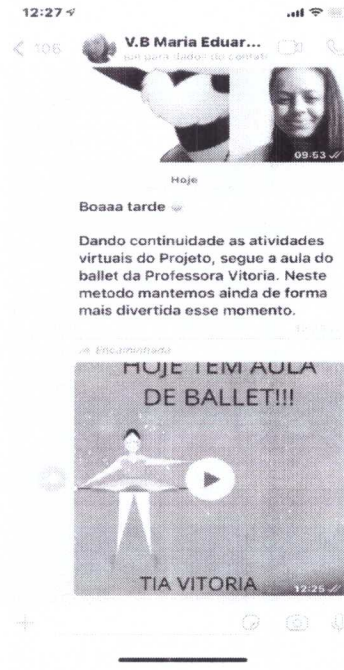 12:27
106
V.B Maria Eduar...
09:53
Hoje
Boaaa tarde
Dando continuidade as atividades
virtuais do Projeto, segue a aula do
ballet da Professora Vitoria. Neste
metodo mantemos ainda de forma
mais divertida esse momento.
Encaminhada
HOJE TEM AULA
DE BALLET!!!
TIA VITORIA
12:25